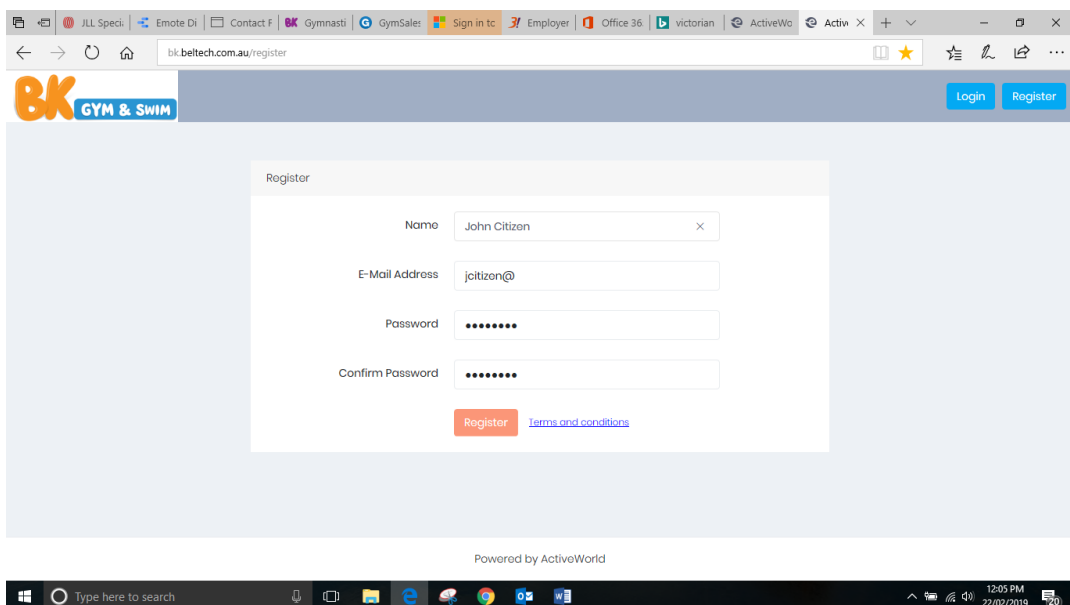 JLL Speci: Emote Di Contact F BK Gymnasti GymSales Sign in tc 3! Employer Office 36 victorian ActiveWo Activ
bk.beltech.com.au/register
BK GYM & SWIM
Login Register
Register
Name John Citizen
E-Mail Address jcitizen@
Password ••••••••
Confirm Password ••••••••
Register Terms and conditions
Powered by ActiveWorld
Type here to search
12:05 PM
22/02/2019
20